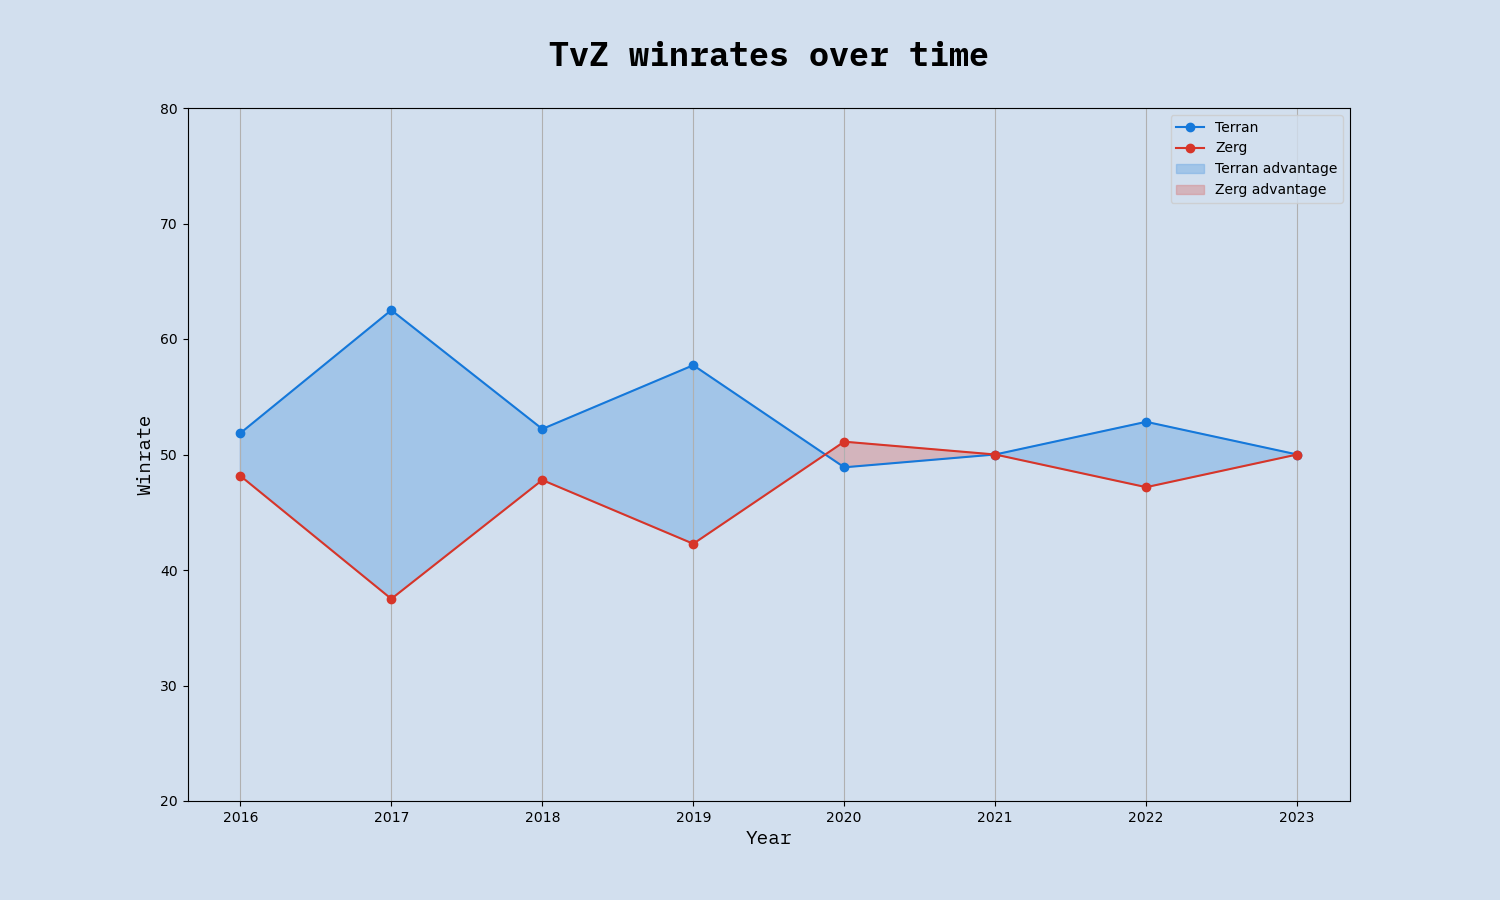 TvZ winrates over time
Terran
Zerg
Terran advantage
Zerg advantage
Winrate
80
70
60
50
40
30
20
2016 2017 2018 2019 2020 2021 2022 2023
Year